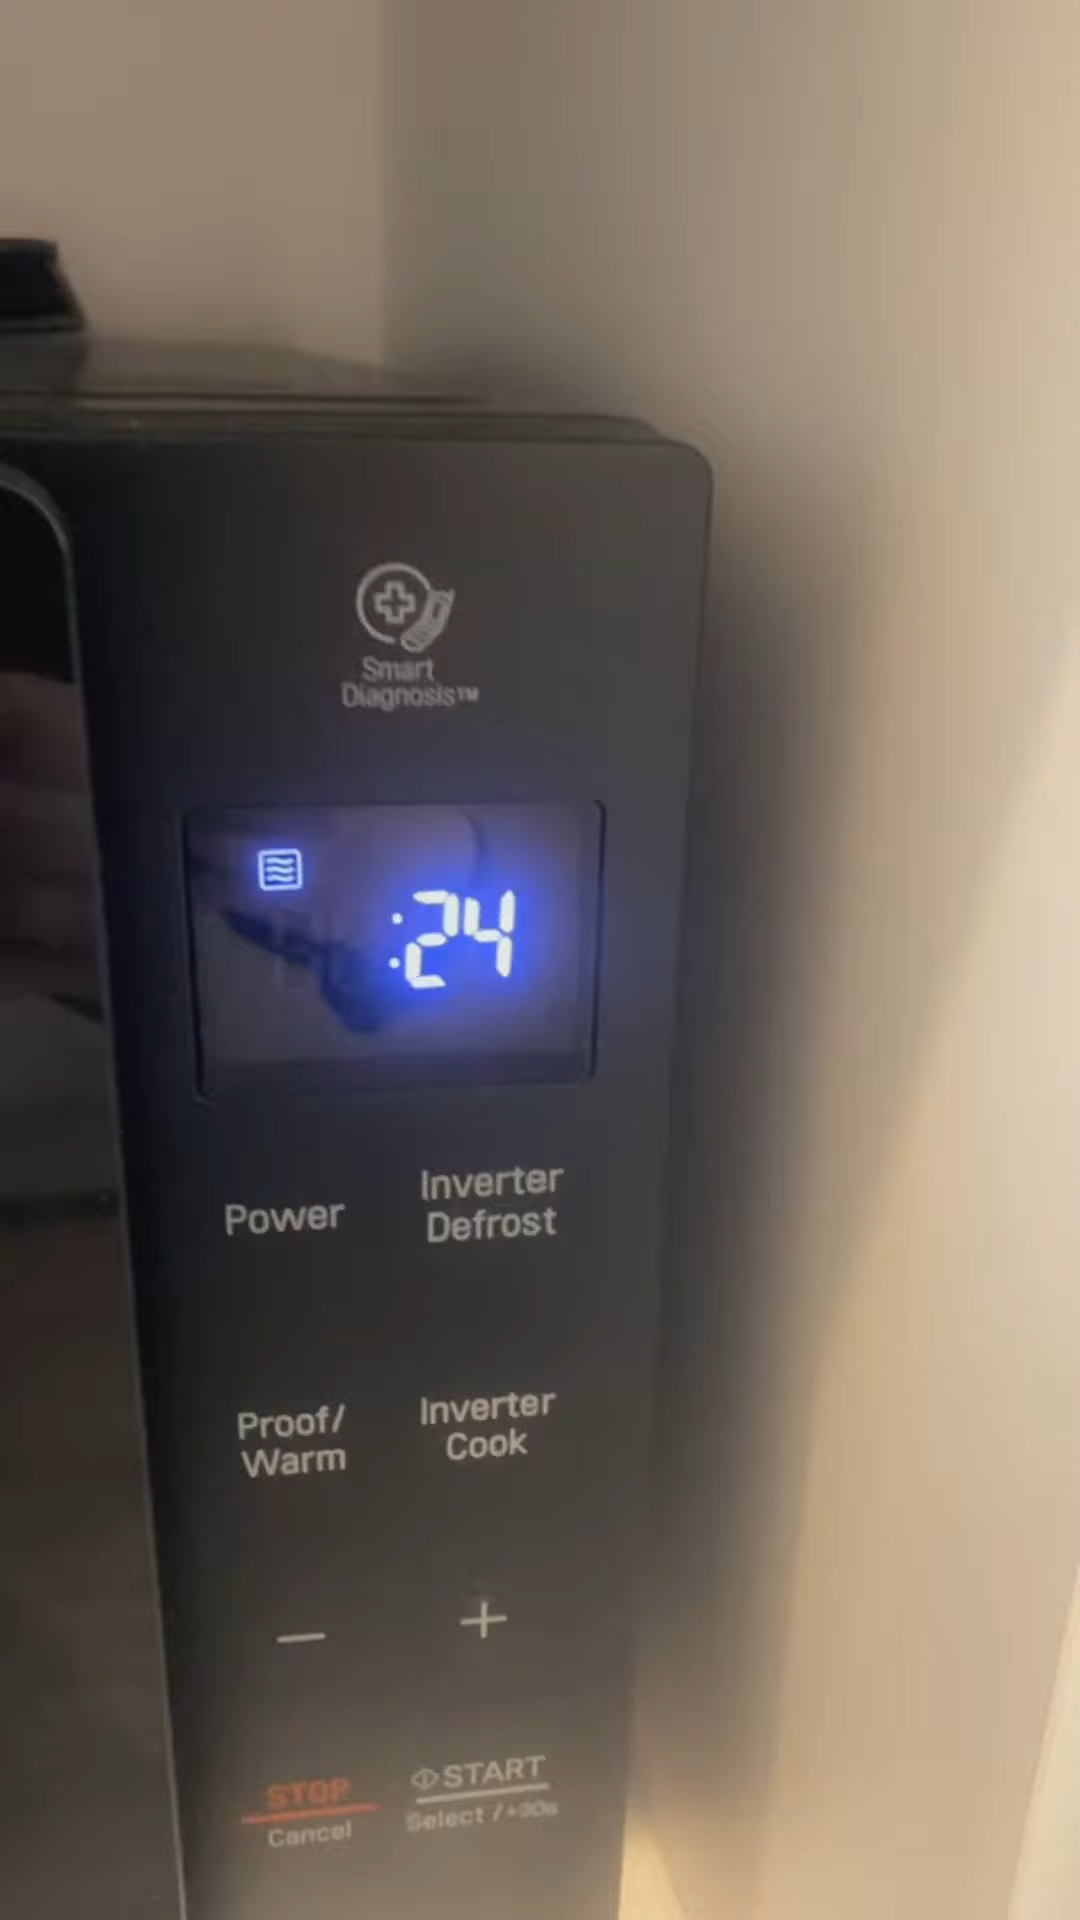 Smart
Diagnosis™
:24
Power
Inverter
Defrost
Proof/
Warm
Inverter
Cook
− +
STOP
Cancel
START
Select /+30s